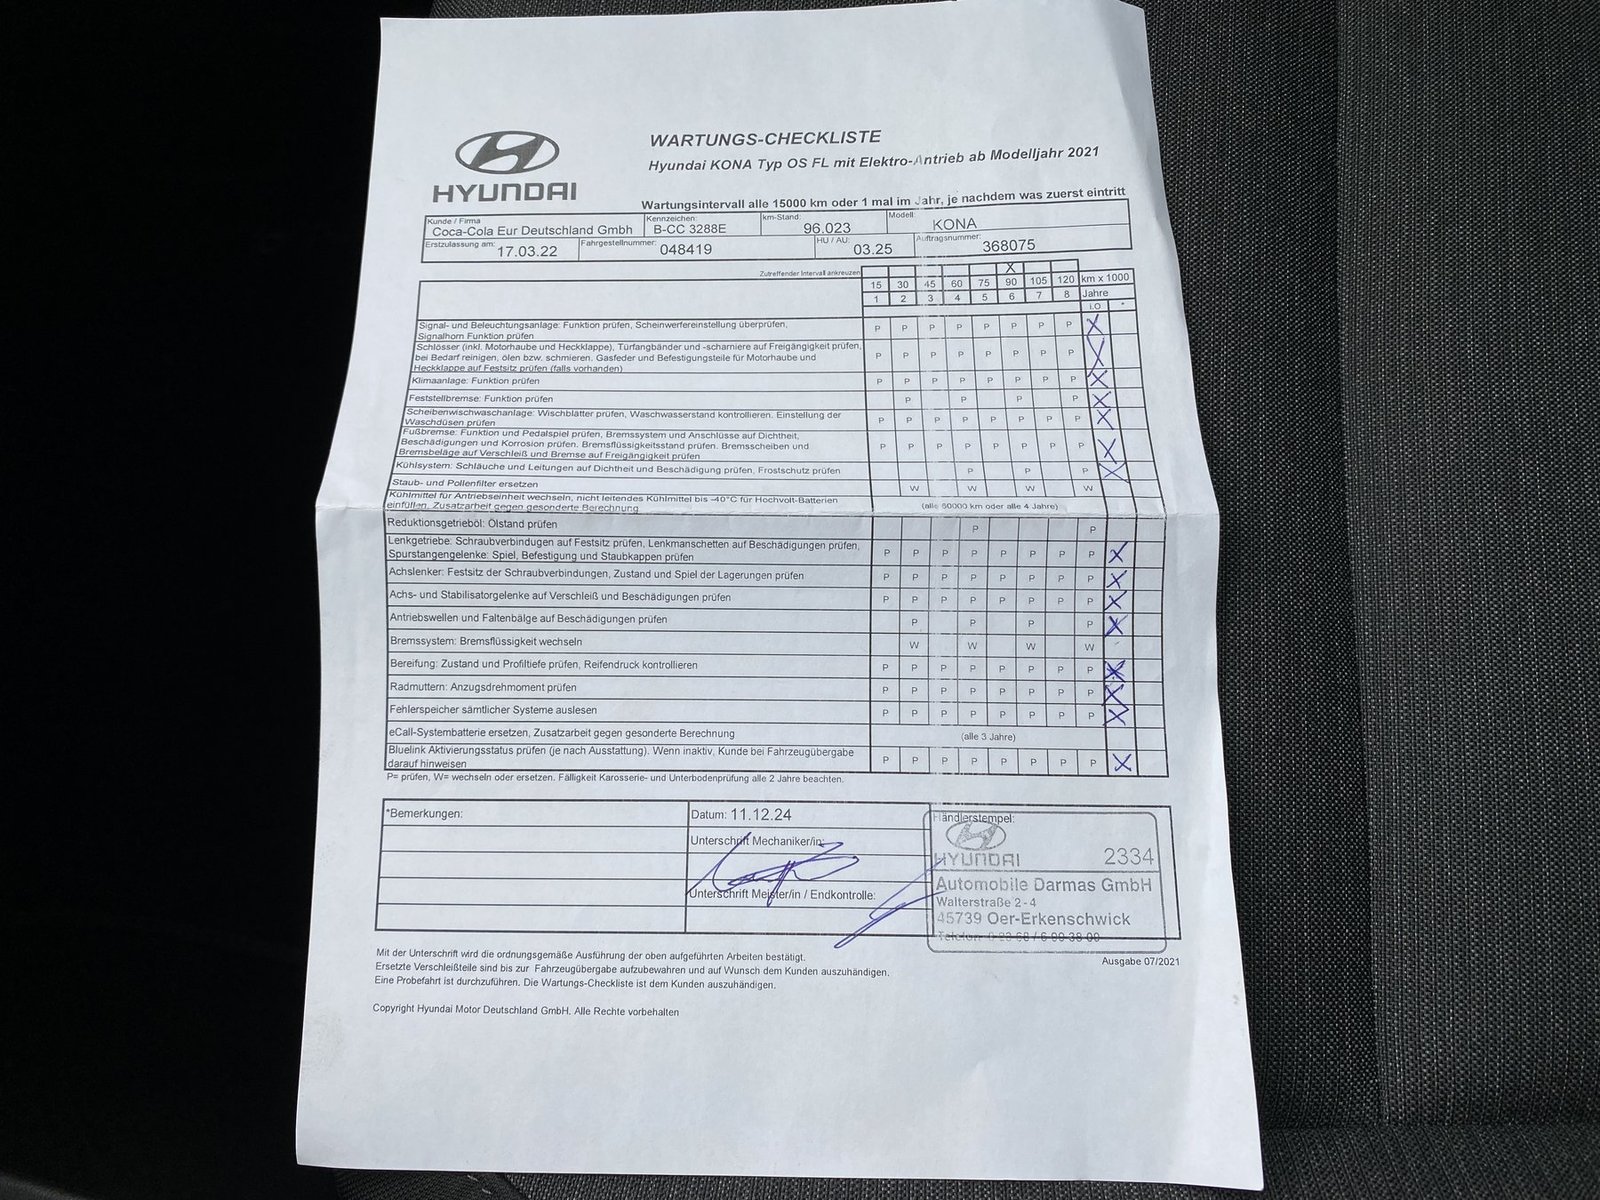 WARTUNGS-CHECKLISTE
Hyundai KONA Typ OS FL mit Elektro-Antrieb ab Modelljahr 2021
HYUNDAI
Wartungsintervall alle 15000 km oder 1 mal im Jahr, je nachdem was zuerst eintritt
Kunde / Firma Kennzeichen: km-Stand: Modell:
Coca-Cola Eur Deutschland Gmbh B-CC 3288E 96.023 KONA
Erstzulassung am: 17.03.22 Fahrgestellnummer: 048419 HU / AU: 03.25 Auftragsnummer: 368075
Zutreffender Intervall ankreuzen X
15 30 45 60 75 90 105 120 km x 1000
1 2 3 4 5 6 7 8 Jahre
i.O *
Signal- und Beleuchtungsanlage: Funktion prüfen, Scheinwerfereinstellung überprüfen,
Signalhorn Funktion prüfen P P P P P P P P X
Schlösser (inkl. Motorhaube und Heckklappe), Türfangbänder und -scharniere auf Freigängigkeit prüfen,
bei Bedarf reinigen, ölen bzw. schmieren. Gasfeder und Befestigungsteile für Motorhaube und P P P P P P P P X
Heckklappe auf Festsitz prüfen (falls vorhanden)
Klimaanlage: Funktion prüfen P P P P P P P P X
Feststellbremse: Funktion prüfen P P P P X
Scheibenwischwaschanlage: Wischblätter prüfen, Waschwasserstand kontrollieren. Einstellung der
Waschdüsen prüfen P P P P P P P P X
Fußbremse: Funktion und Pedalspiel prüfen, Bremssystem und Anschlüsse auf Dichtheit,
Beschädigungen und Korrosion prüfen. Bremsflüssigkeitsstand prüfen. Bremsscheiben und P P P P P P P P X
Bremsbeläge auf Verschleiß und Bremse auf Freigängigkeit prüfen
Kühlsystem: Schläuche und Leitungen auf Dichtheit und Beschädigung prüfen, Frostschutz prüfen P P P X
Staub- und Pollenfilter ersetzen W W W W
Kühlmittel für Antriebseinheit wechseln, nicht leitendes Kühlmittel bis -40°C für Hochvolt-Batterien
einfüllen. Zusatzarbeit gegen gesonderte Berechnung (alle 60000 km oder alle 4 Jahre)
Reduktionsgetriebeöl: Ölstand prüfen P P
Lenkgetriebe: Schraubverbindugen auf Festsitz prüfen, Lenkmanschetten auf Beschädigungen prüfen,
Spurstangengelenke: Spiel, Befestigung und Staubkappen prüfen P P P P P P P P X
Achslenker: Festsitz der Schraubverbindungen, Zustand und Spiel der Lagerungen prüfen P P P P P P P P X
Achs- und Stabilisatorgelenke auf Verschleiß und Beschädigungen prüfen P P P P P P P P X
Antriebswellen und Faltenbälge auf Beschädigungen prüfen P P P P X
Bremssystem: Bremsflüssigkeit wechseln W W W W
Bereifung: Zustand und Profiltiefe prüfen, Reifendruck kontrollieren P P P P P P P P X
Radmuttern: Anzugsdrehmoment prüfen P P P P P P P P X
Fehlerspeicher sämtlicher Systeme auslesen P P P P P P P P X
eCall-Systembatterie ersetzen, Zusatzarbeit gegen gesonderte Berechnung (alle 3 Jahre)
Bluelink Aktivierungsstatus prüfen (je nach Ausstattung). Wenn inaktiv, Kunde bei Fahrzeugübergabe
darauf hinweisen P P P P P P P P X
P= prüfen, W= wechseln oder ersetzen. Fälligkeit Karosserie- und Unterbodenprüfung alle 2 Jahre beachten.
*Bemerkungen:
Datum: 11.12.24
Unterschrift Mechaniker/in:
Unterschrift Meister/in / Endkontrolle:
Händlerstempel:
HYUNDAI 2334
Automobile Darmas GmbH
Walterstraße 2-4
45739 Oer-Erkenschwick
Mit der Unterschrift wird die ordnungsgemäße Ausführung der oben aufgeführten Arbeiten bestätigt.
Ausgabe 07/2021
Ersetzte Verschleißteile sind bis zur Fahrzeugübergabe aufzubewahren und auf Wunsch dem Kunden auszuhändigen.
Eine Probefahrt ist durchzuführen. Die Wartungs-Checkliste ist dem Kunden auszuhändigen.
Copyright Hyundai Motor Deutschland GmbH. Alle Rechte vorbehalten